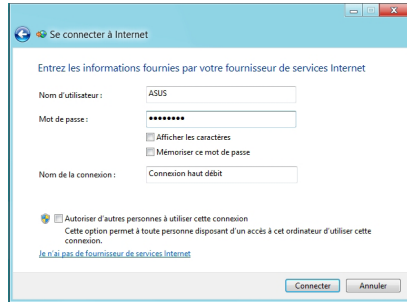 Se connecter à Internet
Entrez les informations fournies par votre fournisseur de services Internet
Nom d'utilisateur :
ASUS
Mot de passe :
••••••••
Afficher les caractères
Mémoriser ce mot de passe
Nom de la connexion :
Connexion haut débit
Autoriser d'autres personnes à utiliser cette connexion
Cette option permet à toute personne disposant d'un accès à cet ordinateur d'utiliser cette
connexion.
Je n'ai pas de fournisseur de services Internet
Connecter
Annuler